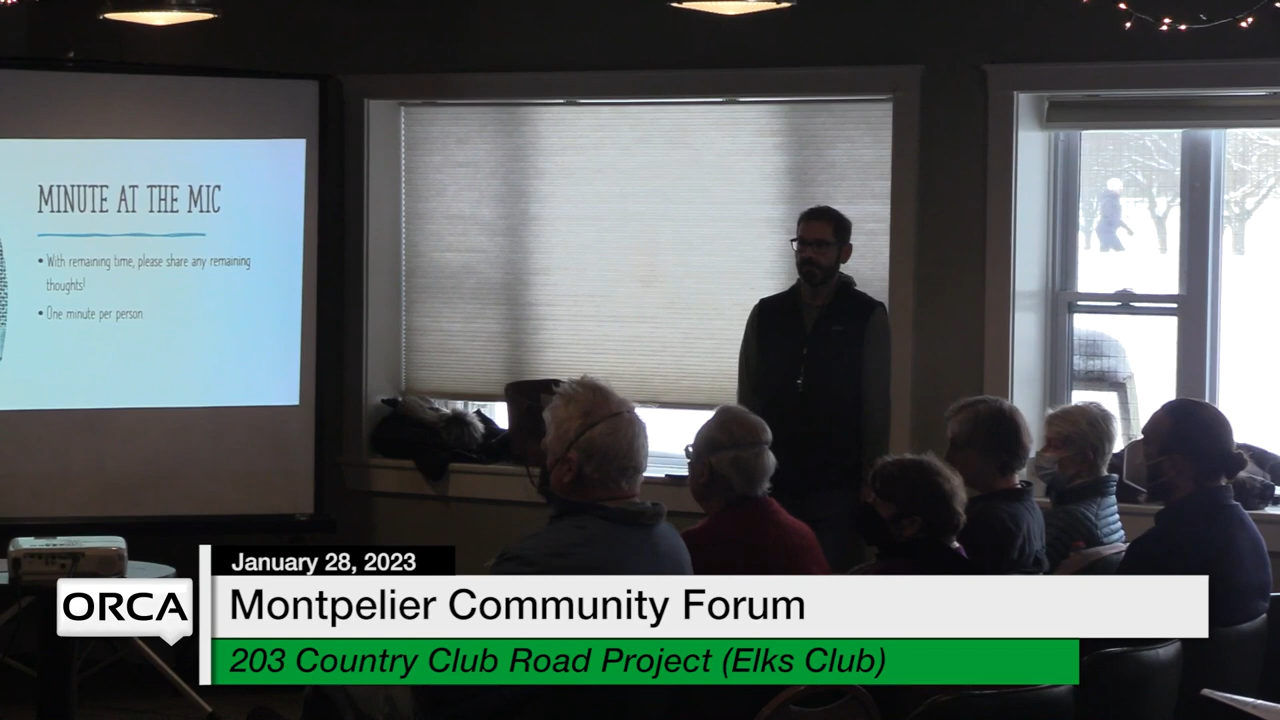 MINUTE AT THE MIC
• With remaining time, please share any remaining
thoughts!
• One minute per person.
January 28, 2023
ORCA
Montpelier Community Forum
203 Country Club Road Project (Elks Club)